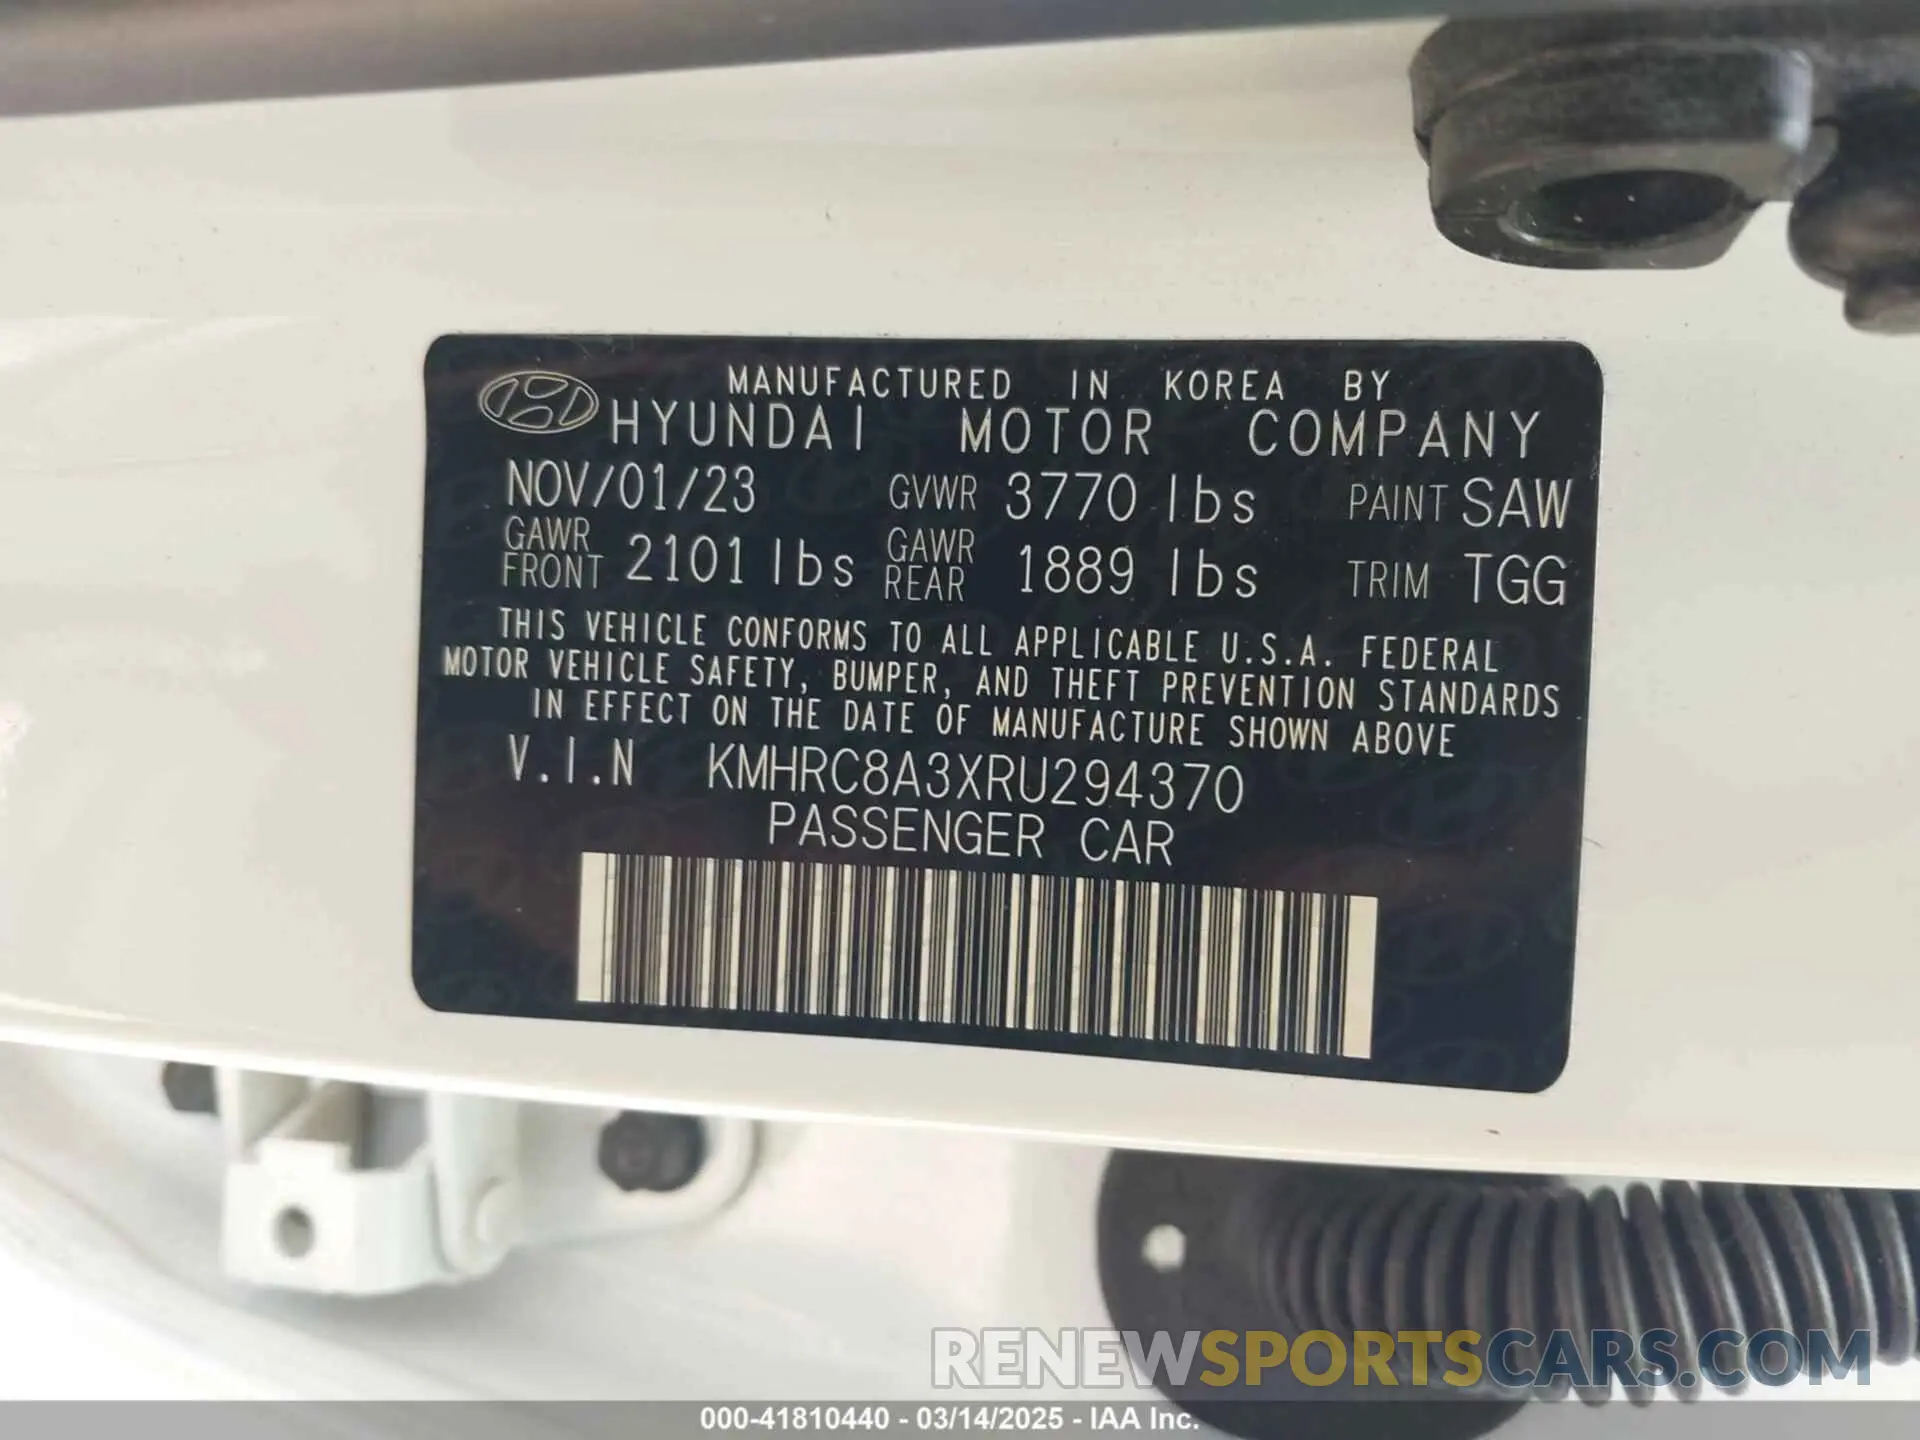 MANUFACTURED IN KOREA BY
HYUNDAI MOTOR COMPANY
NOV/01/23 GVWR 3770 lbs PAINT SAW
GAWR FRONT 2101 lbs GAWR REAR 1889 lbs TRIM TGG
THIS VEHICLE CONFORMS TO ALL APPLICABLE U.S.A. FEDERAL
MOTOR VEHICLE SAFETY, BUMPER, AND THEFT PREVENTION STANDARDS
IN EFFECT ON THE DATE OF MANUFACTURE SHOWN ABOVE
V.I.N KMHRC8A3XRU294370
PASSENGER CAR
RENEWSPORTSCARS.COM
000-41810440 - 03/14/2025 - IAA Inc.